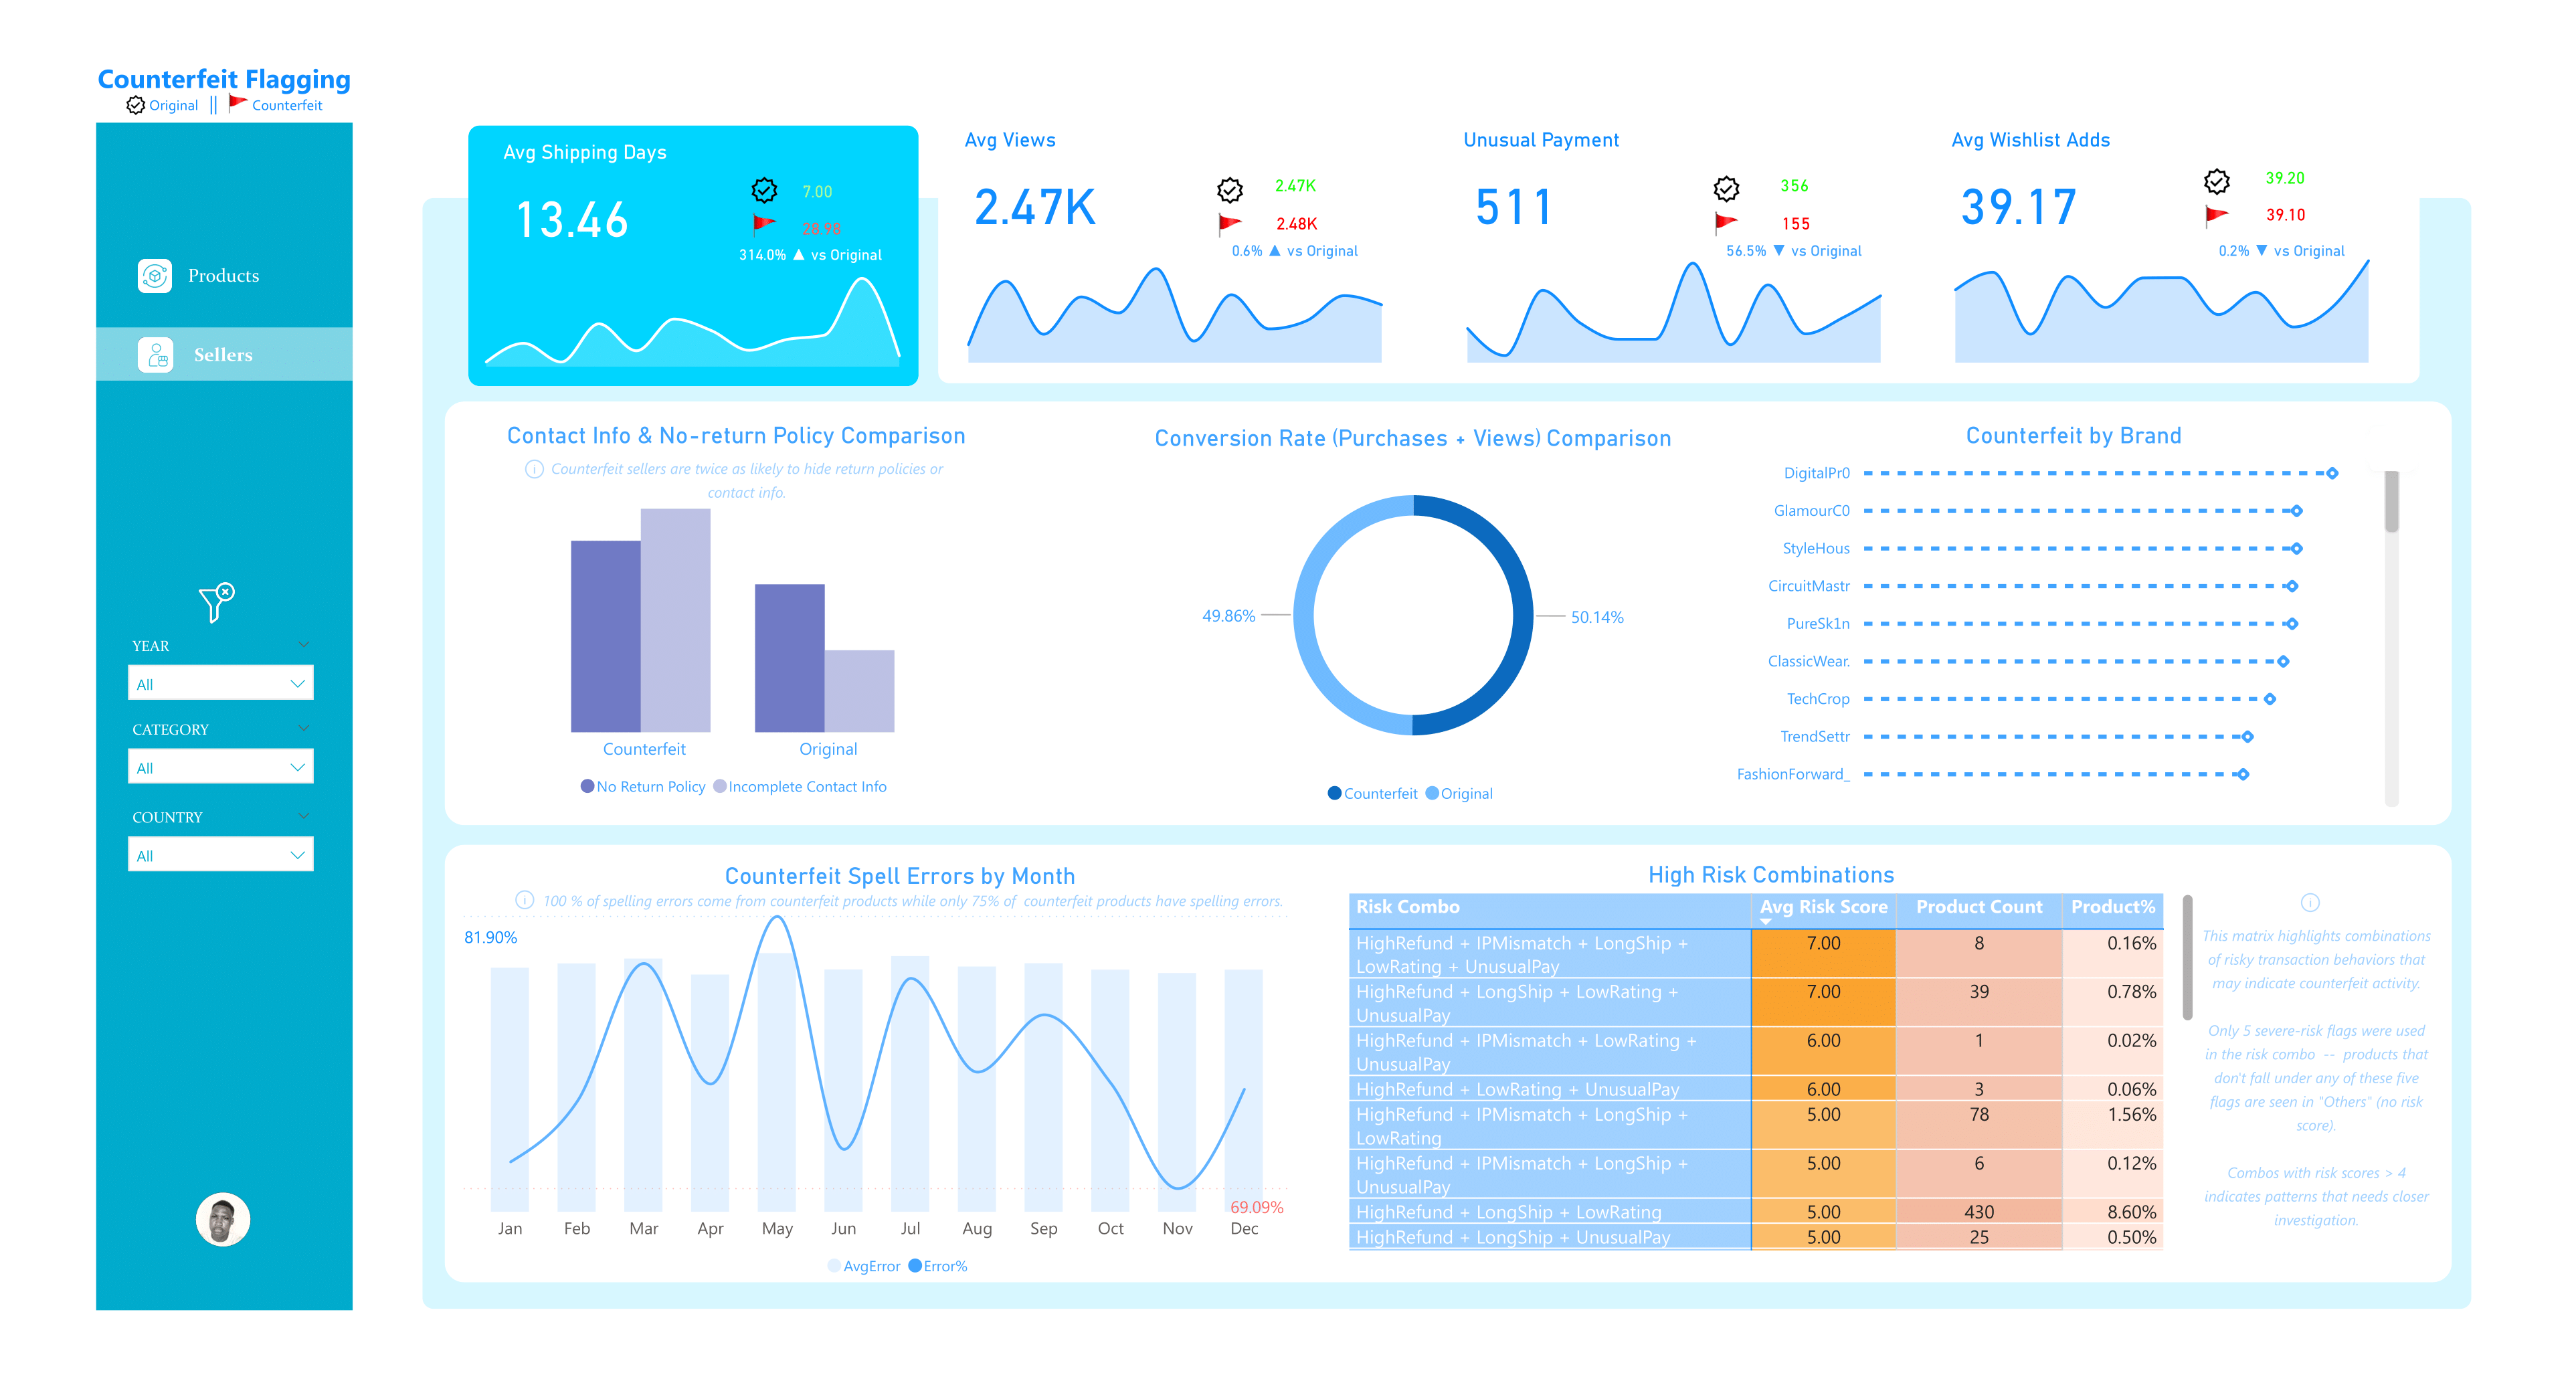 Counterfeit Flagging
Original || Counterfeit
Products
Sellers
YEAR
All
CATEGORY
All
COUNTRY
All
Avg Shipping Days
13.46
7.00
28.98
314.0% ▲ vs Original
Avg Views
2.47K
2.47K
2.48K
0.6% ▲ vs Original
Unusual Payment
511
356
155
56.5% ▼ vs Original
Avg Wishlist Adds
39.17
39.20
39.10
0.2% ▼ vs Original
Contact Info & No-return Policy Comparison
Counterfeit sellers are twice as likely to hide return policies or
contact info.
Counterfeit
Original
No Return Policy
Incomplete Contact Info
Conversion Rate (Purchases + Views) Comparison
49.86%
50.14%
Counterfeit
Original
Counterfeit by Brand
DigitalPr0
GlamourC0
StyleHous
CircuitMastr
PureSk1n
ClassicWear.
TechCrop
TrendSettr
FashionForward_
Counterfeit Spell Errors by Month
100 % of spelling errors come from counterfeit products while only 75% of counterfeit products have spelling errors.
81.90%
69.09%
Jan Feb Mar Apr May Jun Jul Aug Sep Oct Nov Dec
AvgError
Error%
High Risk Combinations
Risk Combo Avg Risk Score Product Count Product%
HighRefund + IPMismatch + LongShip + 7.00 8 0.16%
LowRating + UnusualPay
HighRefund + LongShip + LowRating + 7.00 39 0.78%
UnusualPay
HighRefund + IPMismatch + LowRating + 6.00 1 0.02%
UnusualPay
HighRefund + LowRating + UnusualPay 6.00 3 0.06%
HighRefund + IPMismatch + LongShip + 5.00 78 1.56%
LowRating
HighRefund + IPMismatch + LongShip + 5.00 6 0.12%
UnusualPay
HighRefund + LongShip + LowRating 5.00 430 8.60%
HighRefund + LongShip + UnusualPay 5.00 25 0.50%
This matrix highlights combinations
of risky transaction behaviors that
may indicate counterfeit activity.
Only 5 severe-risk flags were used
in the risk combo -- products that
don't fall under any of these five
flags are seen in "Others" (no risk
score).
Combos with risk scores > 4
indicates patterns that needs closer
investigation.